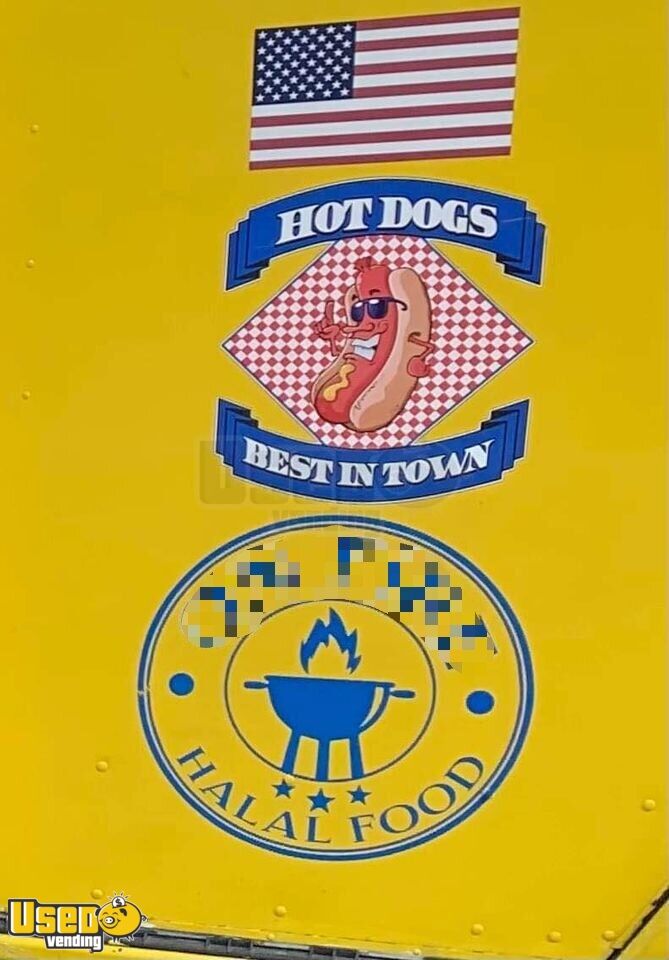 HOT DOGS
BEST IN TOWN
HALAL FOOD
USED
vending